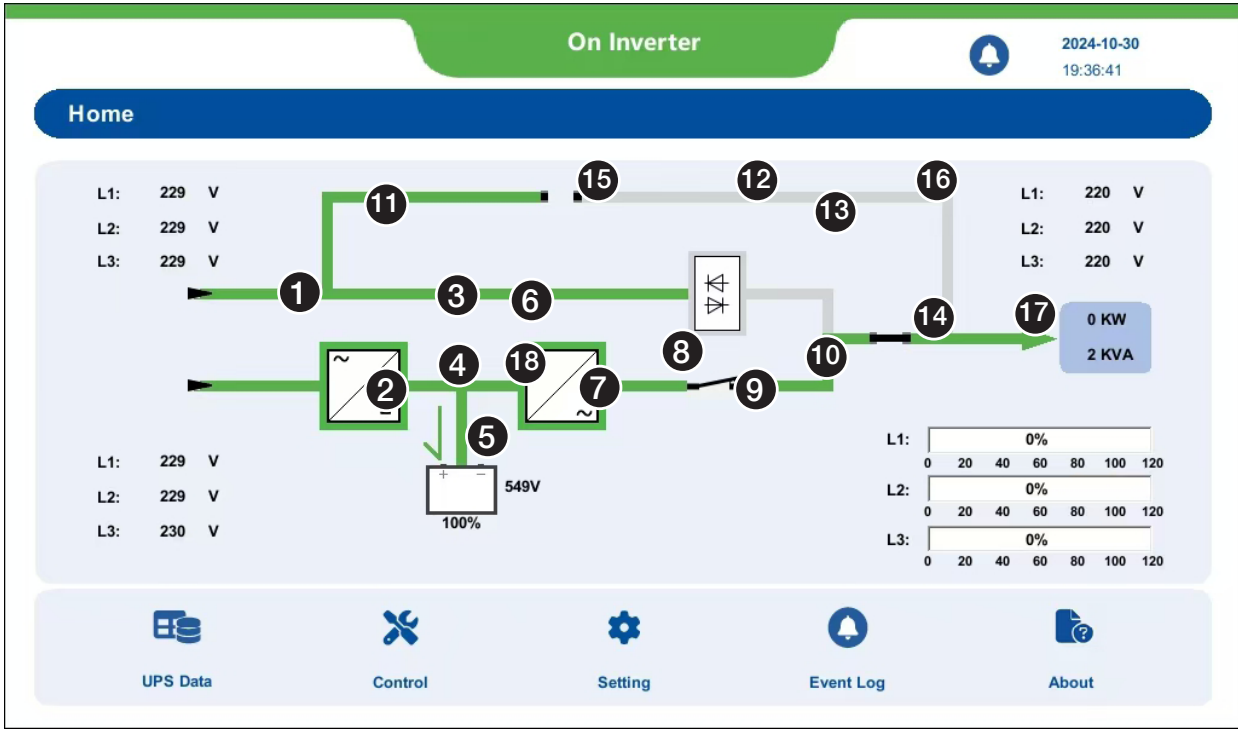 On Inverter
2024-10-30
19:36:41
Home
L1: 229 V
L2: 229 V
L3: 229 V
11
15
12
13
16
L1: 220 V
L2: 220 V
L3: 220 V
1
3
6
8
10
14
17
0 KW
2 KVA
~
2
=
4
18
7
~
9
5
+ −
549V
100%
L1: 229 V
L2: 229 V
L3: 230 V
L1: 0%
0 20 40 60 80 100 120
L2: 0%
0 20 40 60 80 100 120
L3: 0%
0 20 40 60 80 100 120
UPS Data
Control
Setting
Event Log
?
About